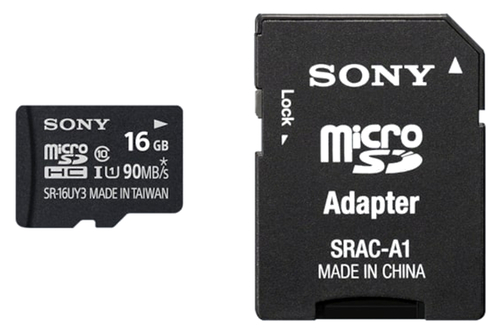 SONY
16 GB
micro SD HC 10 I U1 90MB/s*
SR-16UY3 MADE IN TAIWAN
SONY
Lock
micro SD
Adapter
SRAC-A1
MADE IN CHINA